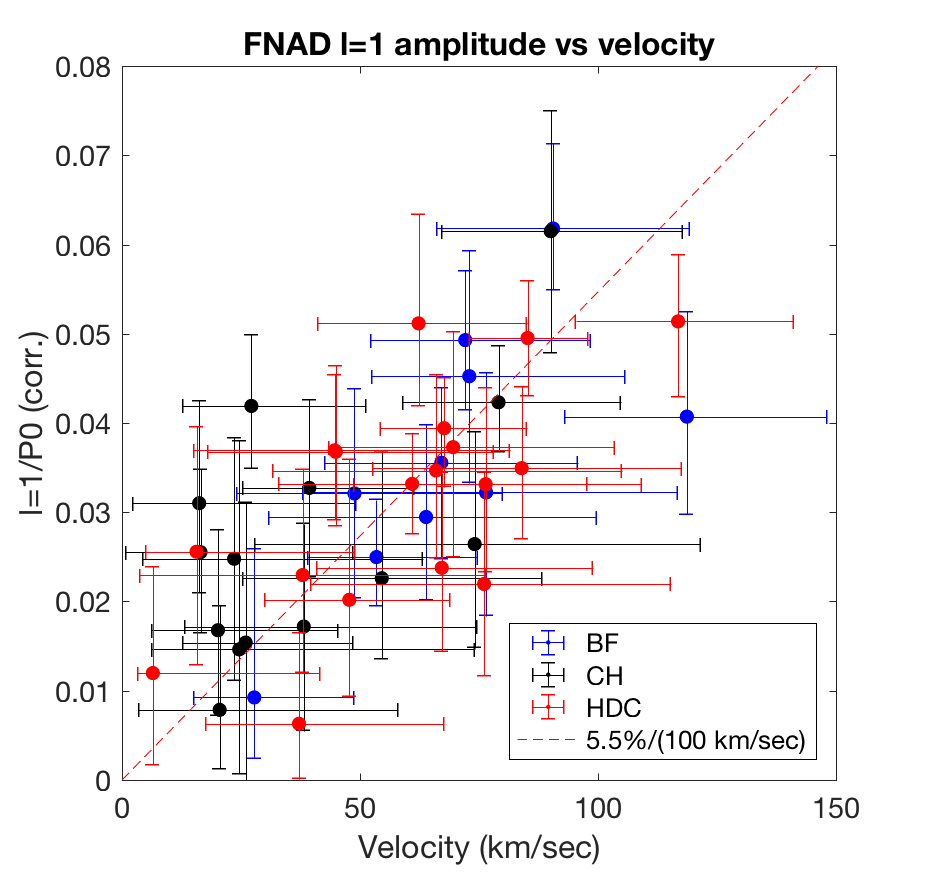 FNAD l=1 amplitude vs velocity
0.08
0.07
0.06
0.05
0.04
0.03
0.02
0.01
0
l=1/P0 (corr.)
BF
CH
HDC
5.5%/(100 km/sec)
0 50 100 150
Velocity (km/sec)